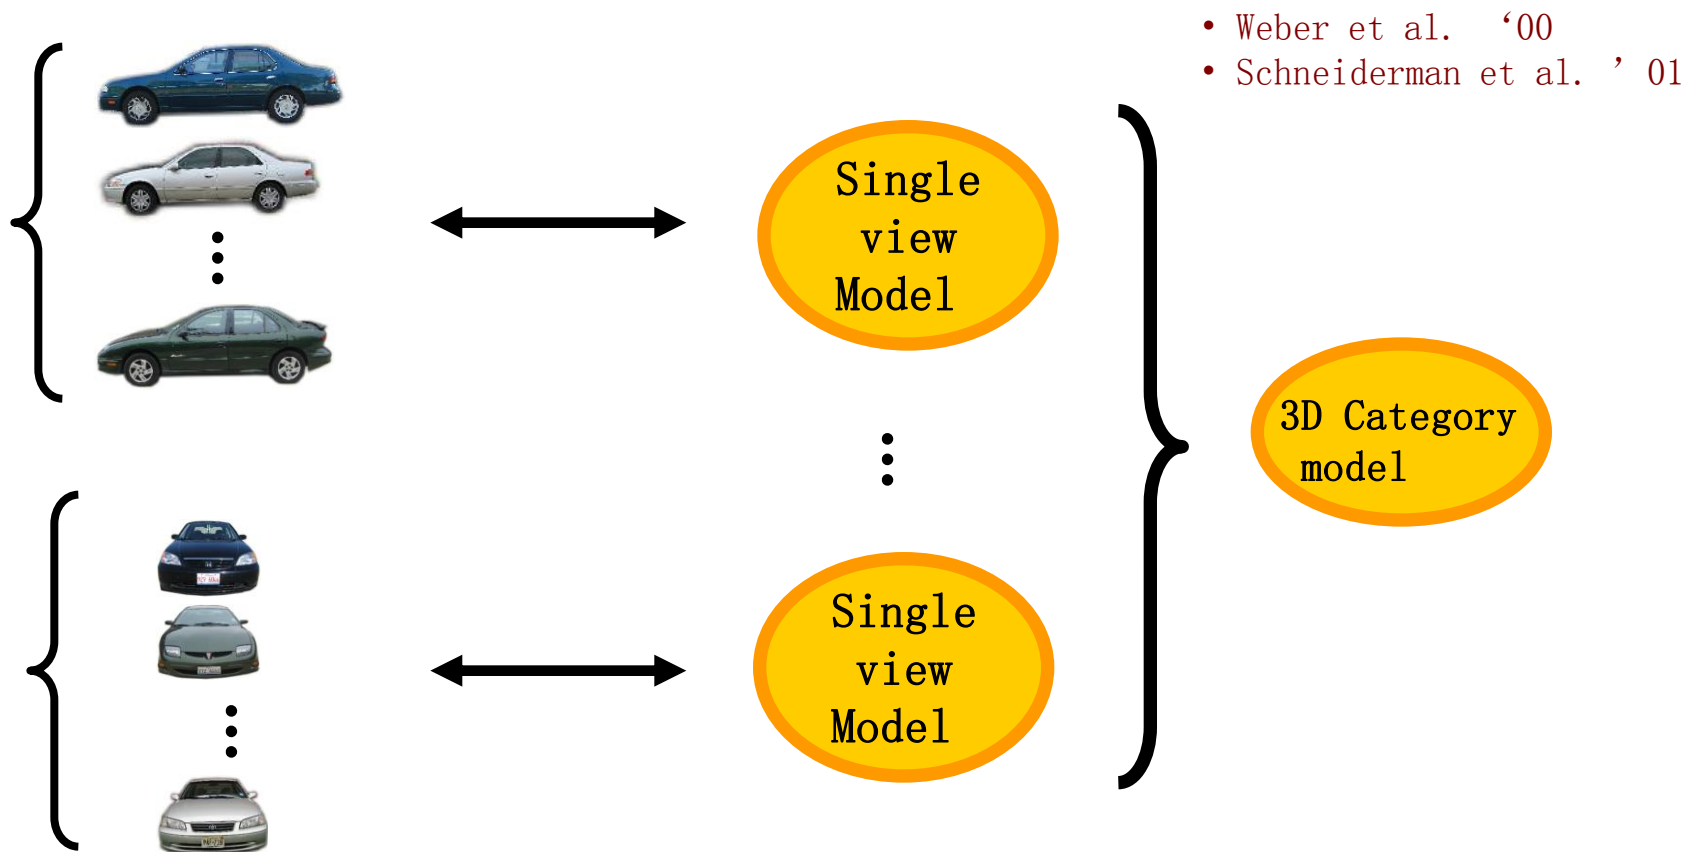 • Weber et al. ‘00
• Schneiderman et al. ’ 01
Single
view
Model
3D Category
model
Single
view
Model